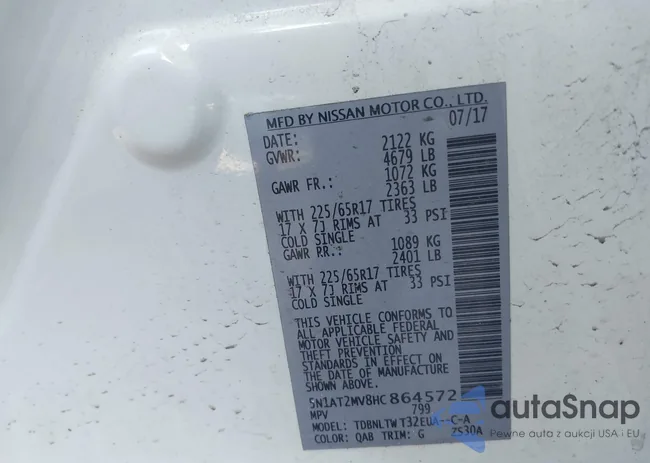 MFD BY NISSAN MOTOR CO., LTD.
DATE: 07/17
GVWR: 2122 KG
4679 LB
GAWR FR.: 1072 KG
2363 LB
WITH 225/65R17 TIRES
17 X 7J RIMS AT 33 PSI
COLD SINGLE
GAWR RR.: 1089 KG
2401 LB
WITH 225/65R17 TIRES
17 X 7J RIMS AT 33 PSI
COLD SINGLE
THIS VEHICLE CONFORMS TO
ALL APPLICABLE FEDERAL
MOTOR VEHICLE SAFETY AND
THEFT PREVENTION
STANDARDS IN EFFECT ON
THE DATE OF MANUFACTURE
SHOWN ABOVE.
5N1AT2MV8HC864572
MPV 799
MODEL: TDBNLTW T32EUA--C-A
COLOR: QAB TRIM: G ZS30A
autoSnap
Pewne auta z aukcji USA i EU